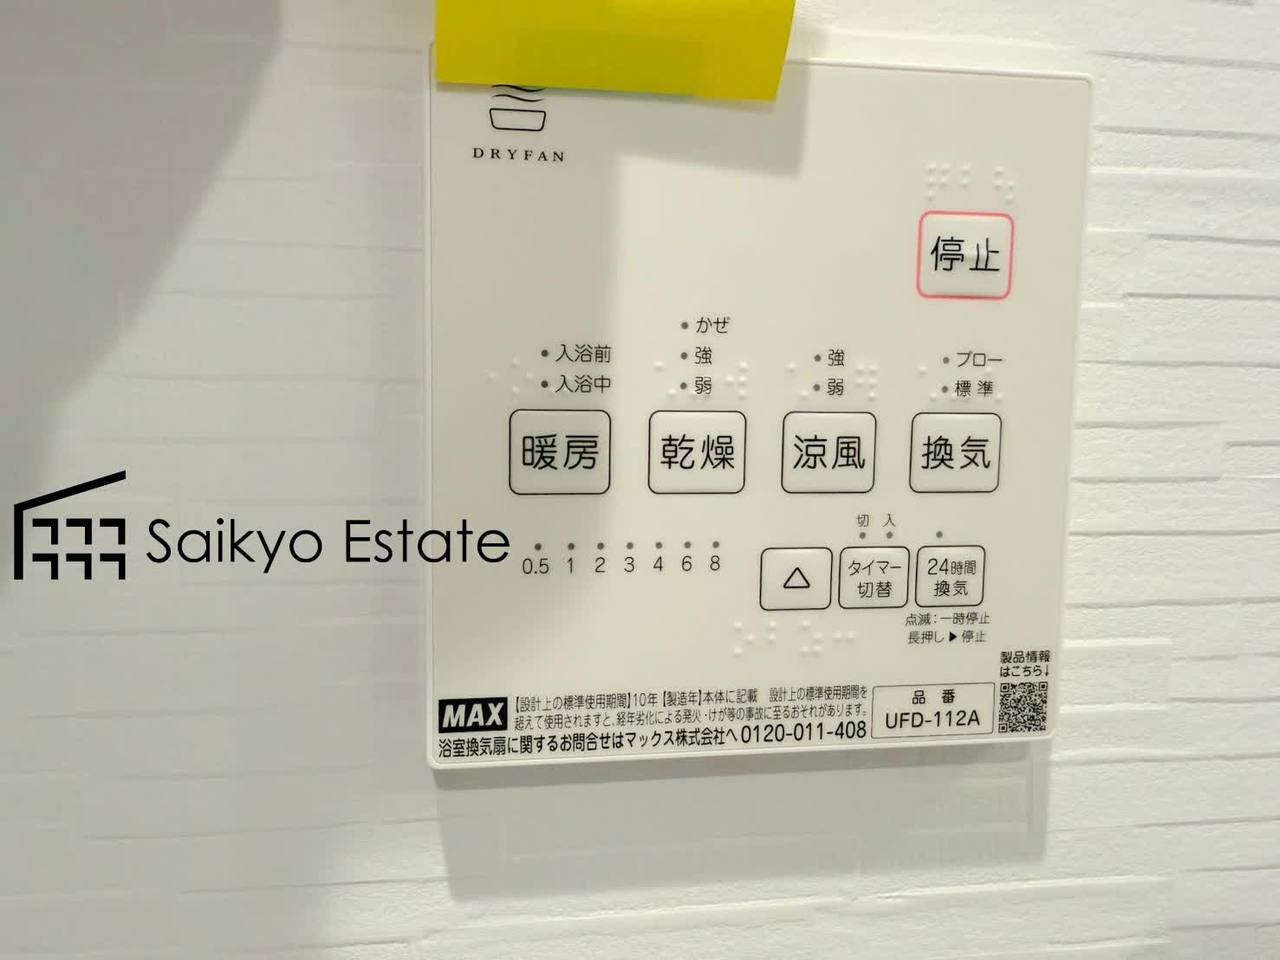 DRYFAN
停止
かぜ
強
弱
入浴前
入浴中
強
弱
ブロー
標準
暖房
乾燥
涼風
換気
Saikyo Estate
0.5 1 2 3 4 6 8
切 入
△
タイマー
切替
24時間
換気
点滅:一時停止
長押し▶停止
製品情報
はこちら↓
MAX
【設計上の標準使用期間】10年【製造年】本体に記載 設計上の標準使用期間を
超えて使用されますと、経年劣化による発火・けが等の事故に至るおそれがあります。
浴室換気扇に関するお問合せはマックス株式会社へ 0120-011-408
品番
UFD-112A